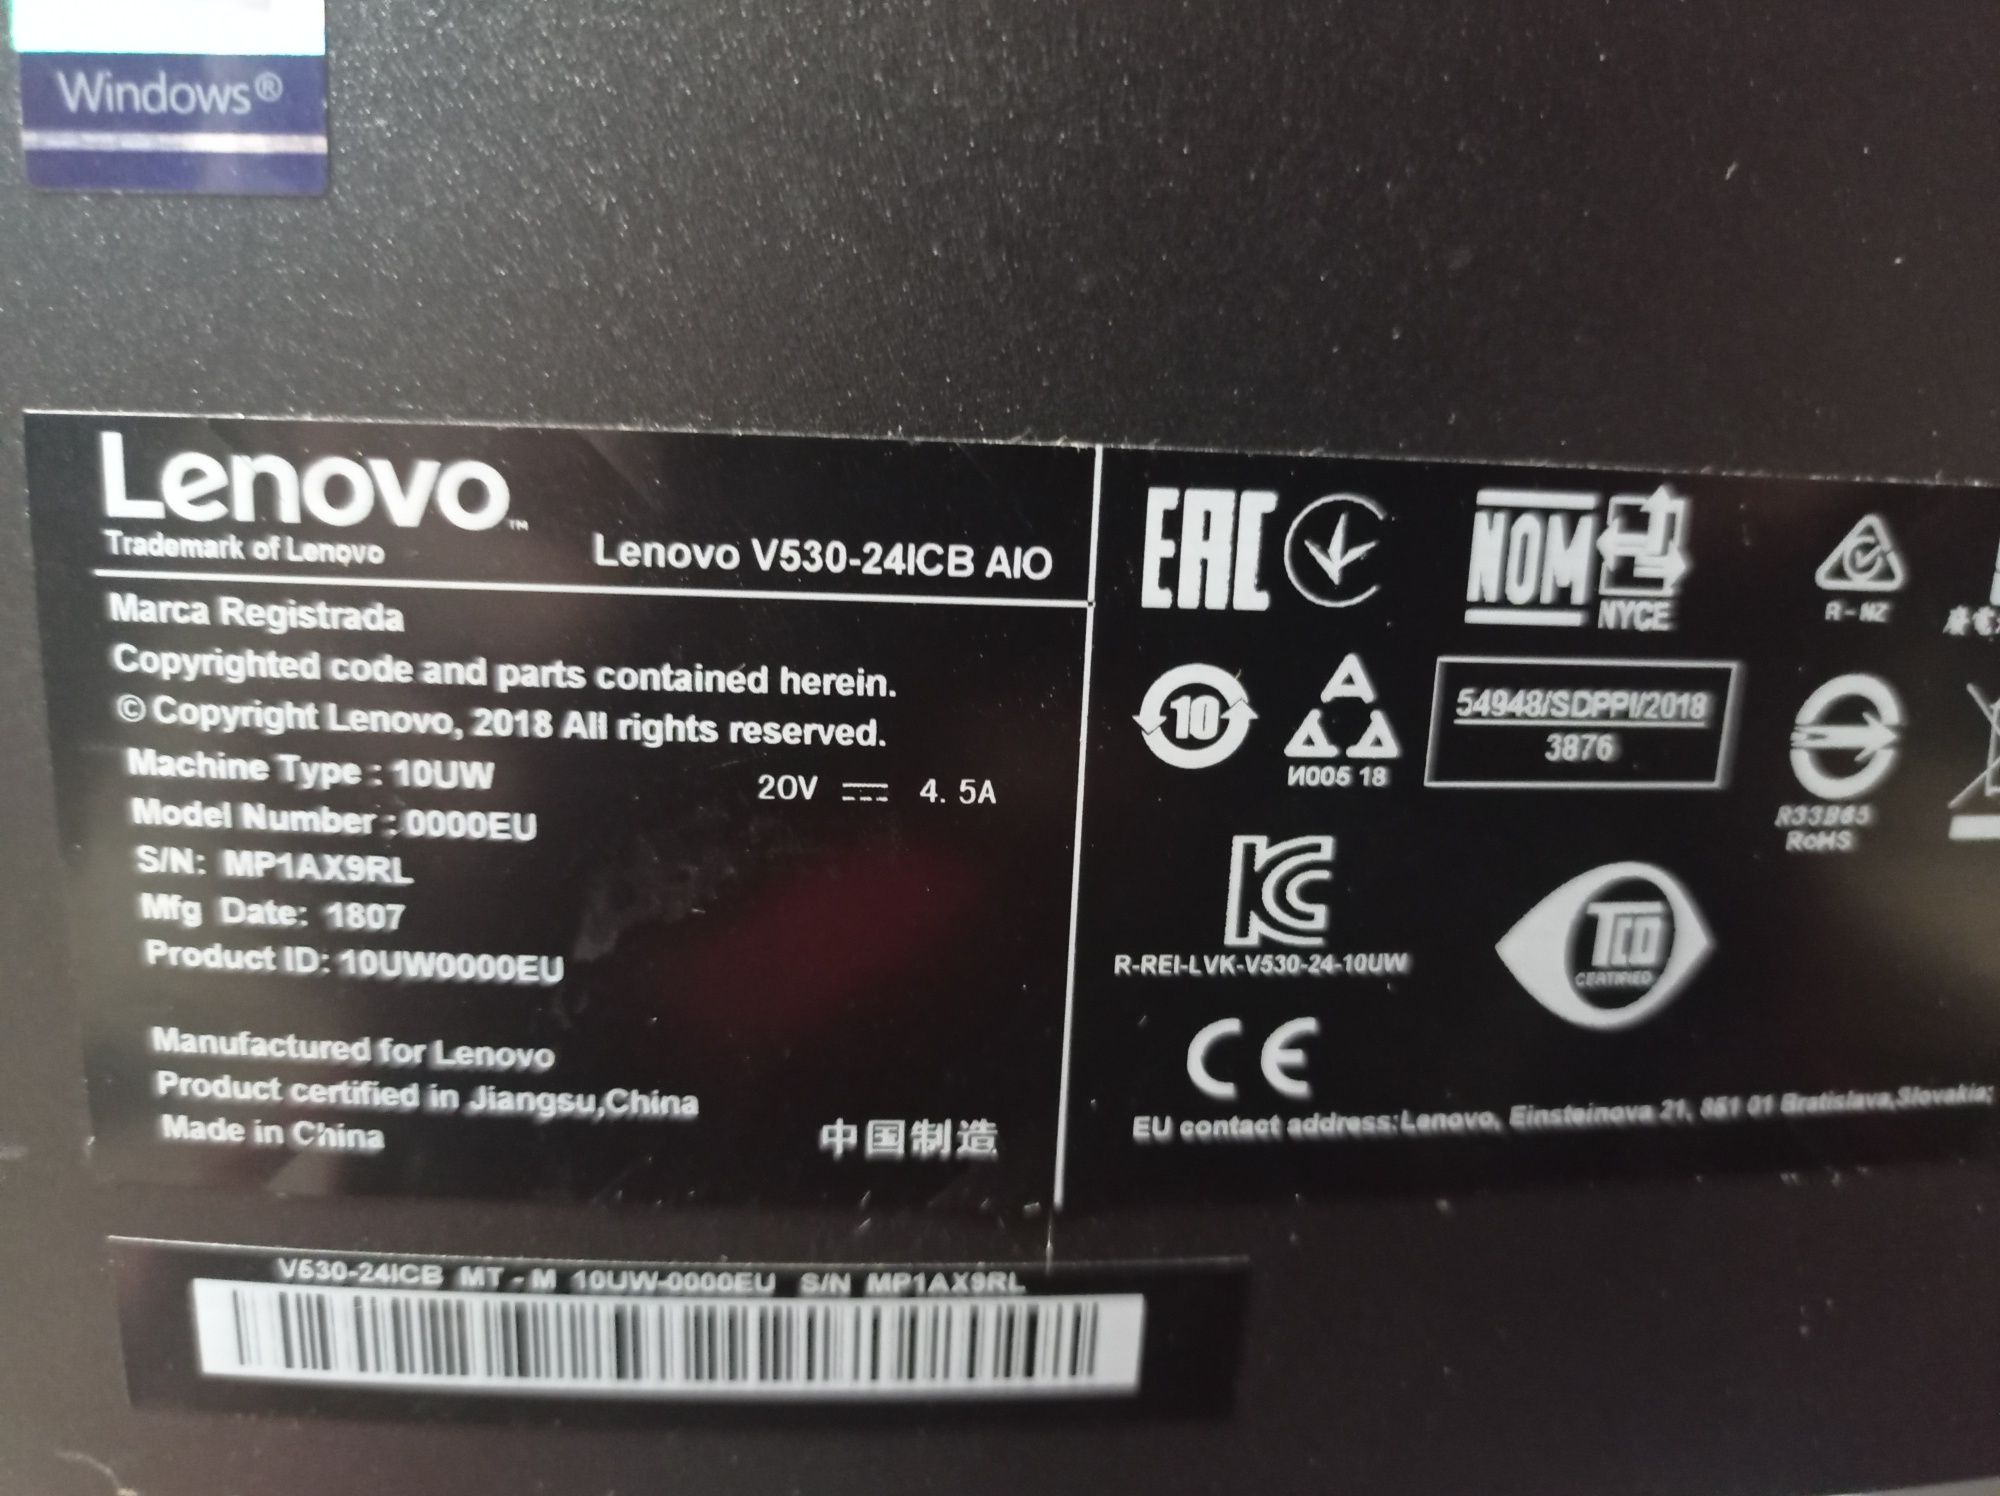 Windows®
Lenovo™
Trademark of Lenovo
Lenovo V530-24ICB AIO
Marca Registrada
Copyrighted code and parts contained herein.
© Copyright Lenovo, 2018 All rights reserved.
Machine Type : 10UW
20V 4.5A
Model Number : 0000EU
S/N: MP1AX9RL
Mfg Date: 1807
Product ID: 10UW0000EU
Manufactured for Lenovo
Product certified in Jiangsu,China
Made in China
中国制造
EAC
NOM
NYCE
R-NZ
10
И005 18
54948/SDPPI/2018
3876
R33B65
RoHS
KC
R-REI-LVK-V530-24-10UW
TCO
CERTIFIED
CE
EU contact address:Lenovo, Einsteinova 21, 851 01 Bratislava,Slovakia;
V530-24ICB MT-M 10UW-0000EU S/N MP1AX9RL